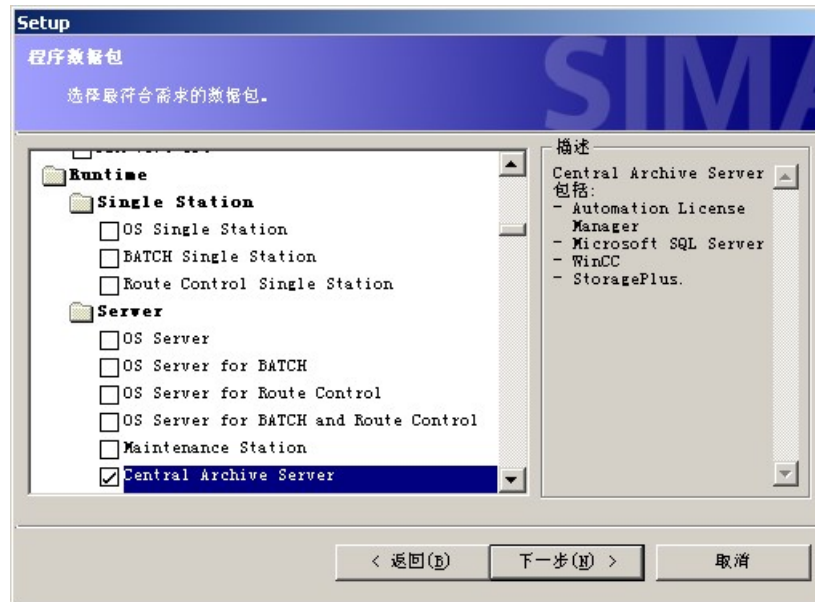 Setup
程序数据包
选择最符合需求的数据包。
SIMA
Runtime
Single Station
OS Single Station
BATCH Single Station
Route Control Single Station
Server
OS Server
OS Server for BATCH
OS Server for Route Control
OS Server for BATCH and Route Control
Maintenance Station
Central Archive Server
描述
Central Archive Server
包括:
- Automation License
Manager
- Microsoft SQL Server
- WinCC
- StoragePlus.
< 返回(B)
下一步(N) >
取消